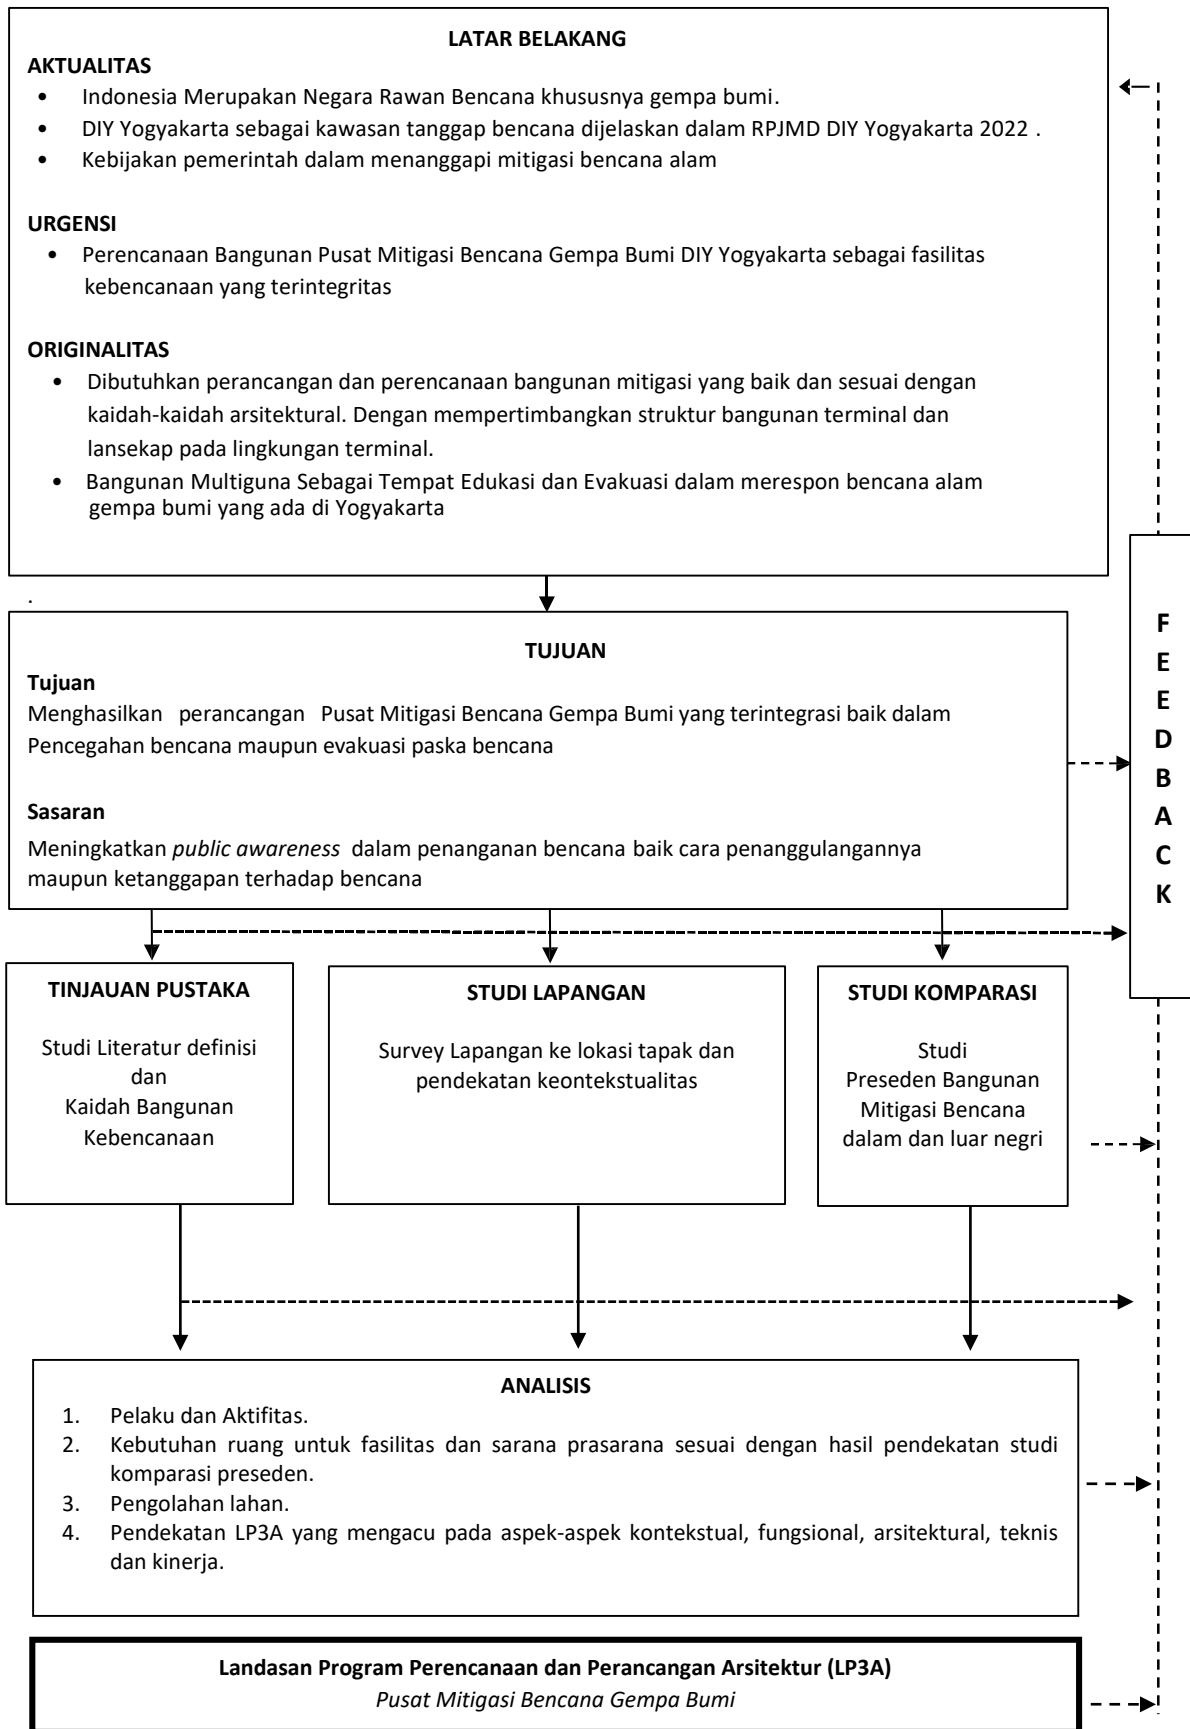 LATAR BELAKANG
AKTUALITAS
• Indonesia Merupakan Negara Rawan Bencana khususnya gempa bumi.
• DIY Yogyakarta sebagai kawasan tanggap bencana dijelaskan dalam RPJMD DIY Yogyakarta 2022 .
• Kebijakan pemerintah dalam menanggapi mitigasi bencana alam
URGENSI
• Perencanaan Bangunan Pusat Mitigasi Bencana Gempa Bumi DIY Yogyakarta sebagai fasilitas
kebencanaan yang terintegritas
ORIGINALITAS
• Dibutuhkan perancangan dan perencanaan bangunan mitigasi yang baik dan sesuai dengan
kaidah-kaidah arsitektural. Dengan mempertimbangkan struktur bangunan terminal dan
lansekap pada lingkungan terminal.
• Bangunan Multiguna Sebagai Tempat Edukasi dan Evakuasi dalam merespon bencana alam
gempa bumi yang ada di Yogyakarta
.
TUJUAN
Tujuan
Menghasilkan perancangan Pusat Mitigasi Bencana Gempa Bumi yang terintegrasi baik dalam
Pencegahan bencana maupun evakuasi paska bencana
Sasaran
Meningkatkan public awareness dalam penanganan bencana baik cara penanggulangannya
maupun ketanggapan terhadap bencana
F
E
E
D
B
A
C
K
TINJAUAN PUSTAKA
Studi Literatur definisi
dan
Kaidah Bangunan
Kebencanaan
STUDI LAPANGAN
Survey Lapangan ke lokasi tapak dan
pendekatan keontekstualitas
STUDI KOMPARASI
Studi
Preseden Bangunan
Mitigasi Bencana
dalam dan luar negri
ANALISIS
1. Pelaku dan Aktifitas.
2. Kebutuhan ruang untuk fasilitas dan sarana prasarana sesuai dengan hasil pendekatan studi
komparasi preseden.
3. Pengolahan lahan.
4. Pendekatan LP3A yang mengacu pada aspek-aspek kontekstual, fungsional, arsitektural, teknis
dan kinerja.
Landasan Program Perencanaan dan Perancangan Arsitektur (LP3A)
Pusat Mitigasi Bencana Gempa Bumi